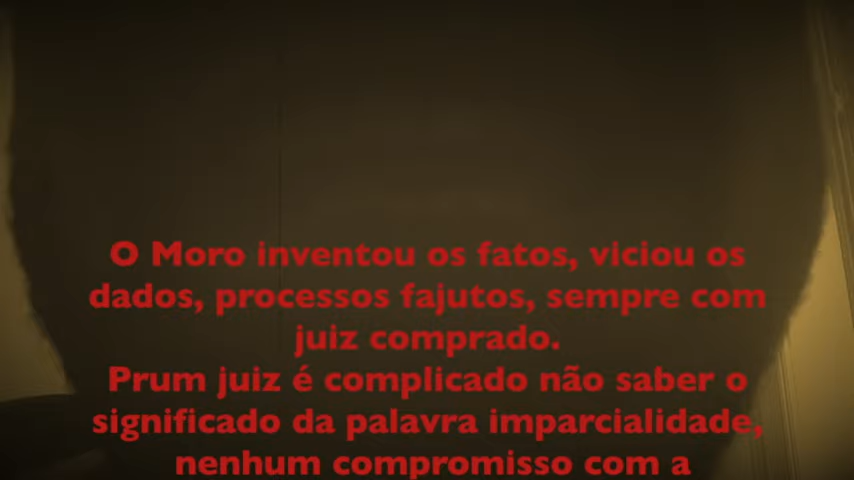 O Moro inventou os fatos, viciou os
dados, processos fajutos, sempre com
juiz comprado.
Prum juiz é complicado não saber o
significado da palavra imparcialidade,
nenhum compromisso com a